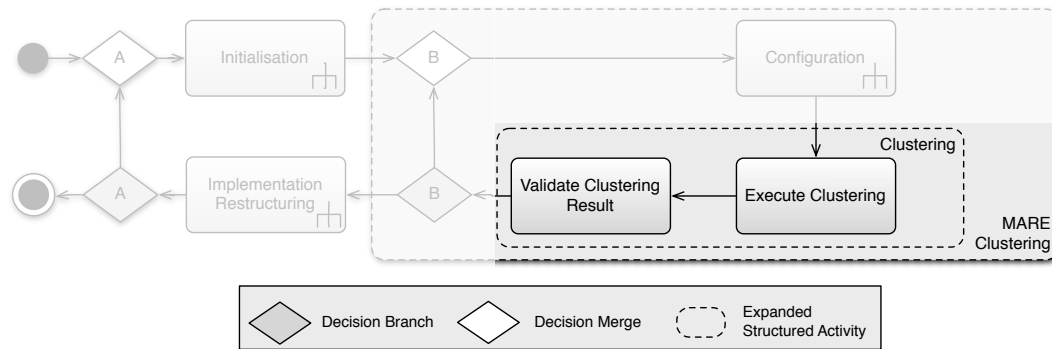 A
Initialisation
B
Configuration
Clustering
A
Implementation
Restructuring
B
Validate Clustering
Result
Execute Clustering
MARE
Clustering
Decision Branch
Decision Merge
Expanded
Structured Activity